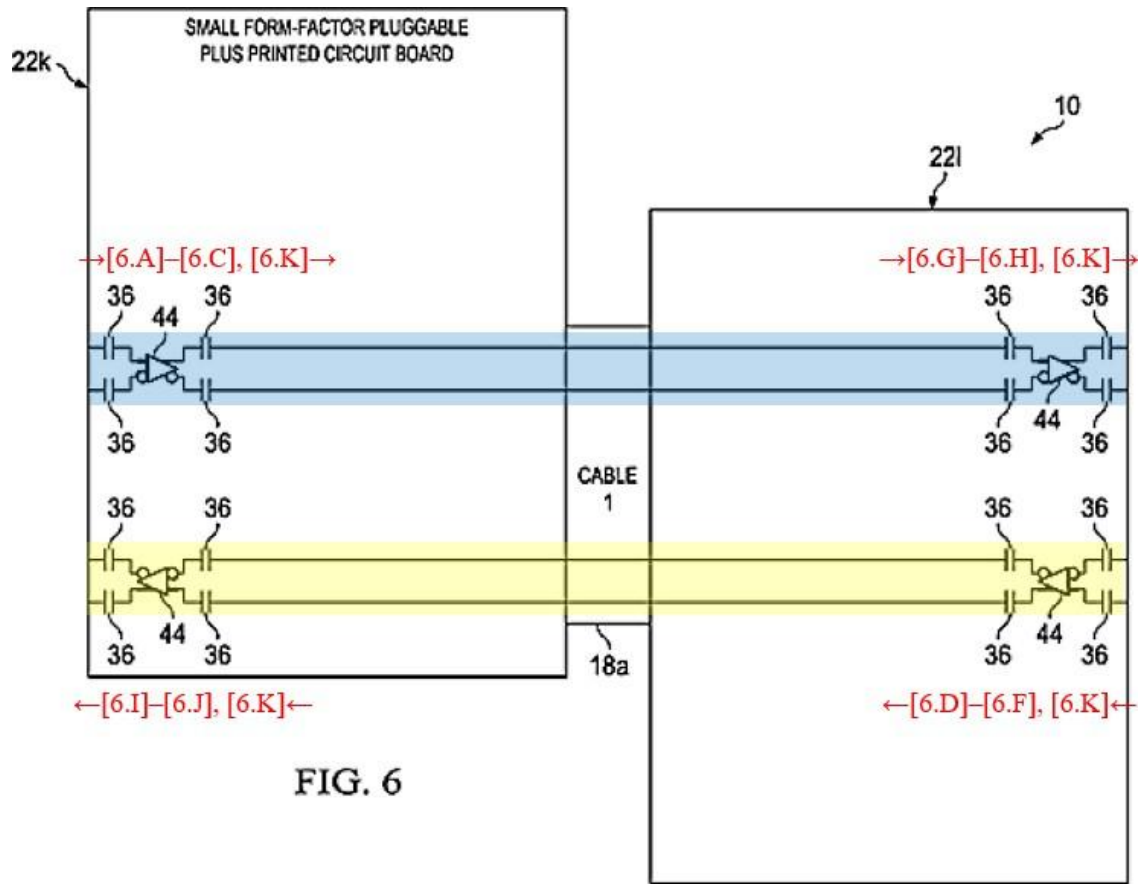 SMALL FORM-FACTOR PLUGGABLE
PLUS PRINTED CIRCUIT BOARD
22k
10
22l
→[6.A]–[6.C], [6.K]→
→[6.G]–[6.H], [6.K]→
36 36 36 36
44
44
36 36 36 36
CABLE
1
36 36 36 36
44
44
36 36 36 36
18a
←[6.I]–[6.J], [6.K]←
←[6.D]–[6.F], [6.K]←
FIG. 6